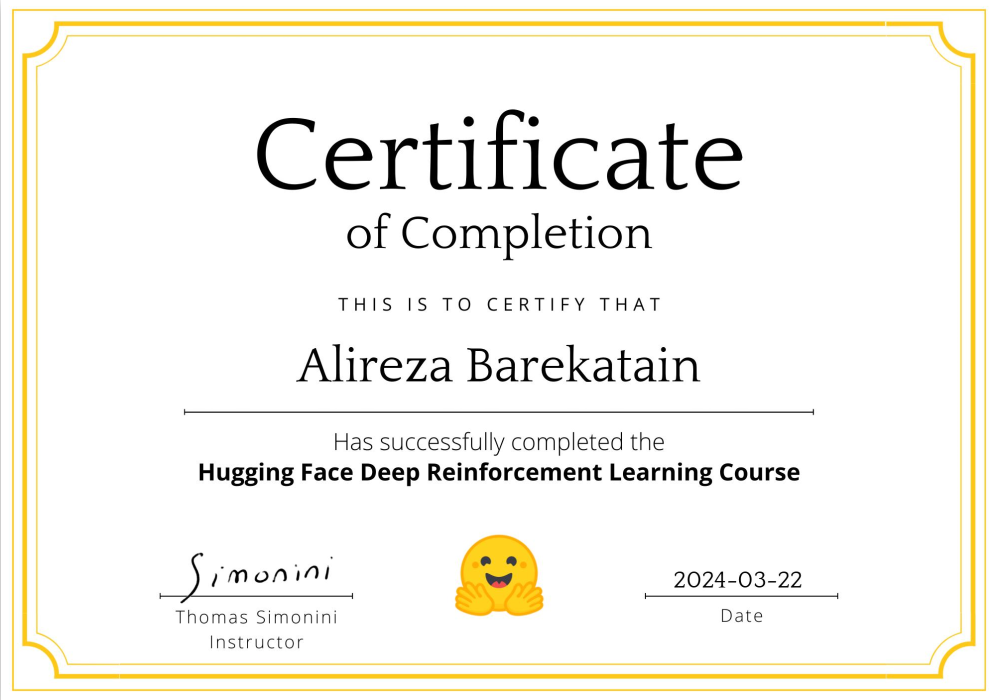 Certificate
of Completion
THIS IS TO CERTIFY THAT
Alireza Barekatain
Has successfully completed the
Hugging Face Deep Reinforcement Learning Course
Simonini
Thomas Simonini
Instructor
2024-03-22
Date